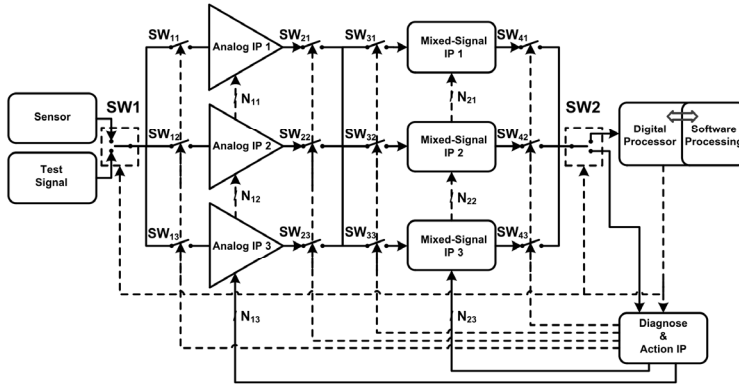 SW11
Analog IP 1
SW21
SW31
Mixed-Signal
IP 1
SW41
SW1
N11
N21
SW2
Sensor
Test
Signal
SW12
Analog IP 2
SW22
SW32
Mixed-Signal
IP 2
SW42
Digital
Processor
Software
Processing
N12
N22
SW13
Analog IP 3
SW23
SW33
Mixed-Signal
IP 3
SW43
N13
N23
Diagnose
&
Action IP